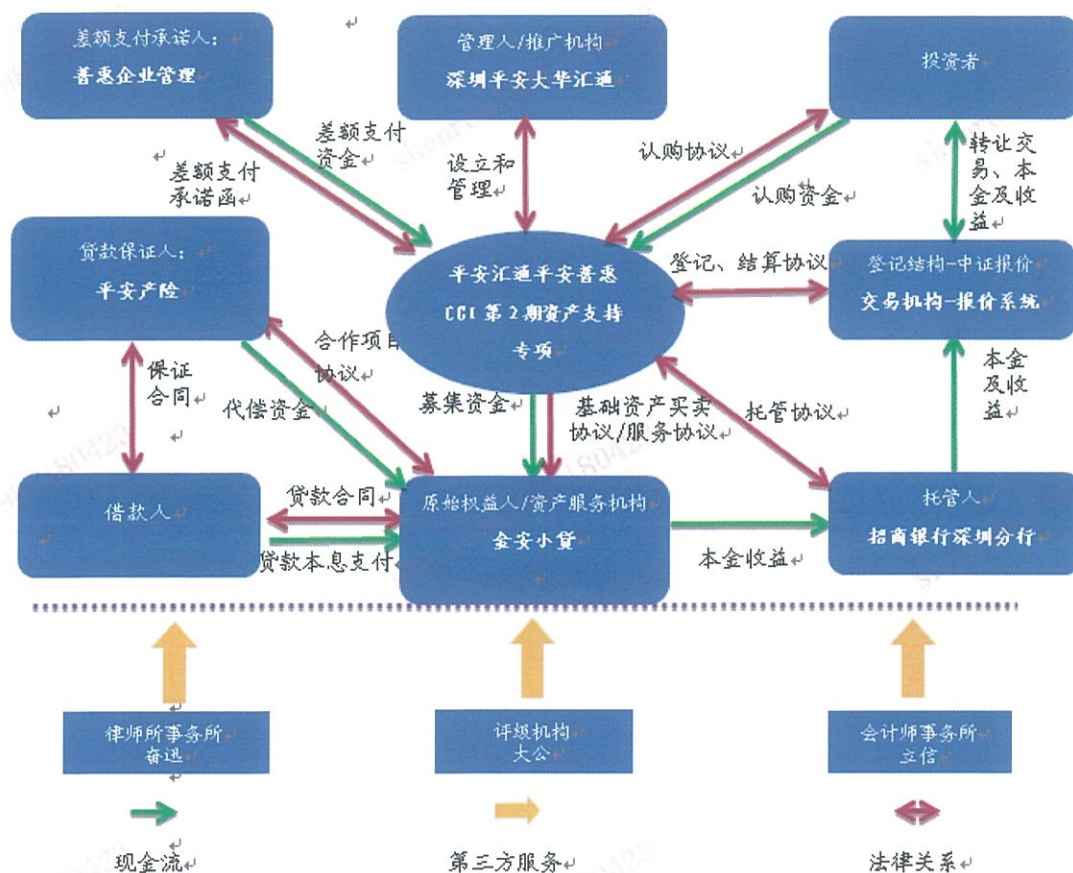 差额支付承诺人：
普惠企业管理
管理人/推广机构
深圳平安大华汇通
投资者
差额支付
资金
差额支付
承诺函
设立和
管理
认购协议
认购资金
转让交
易、本
金及收
益
贷款保证人：
平安产险
平安汇通平安普惠
CCI 第 2 期资产支持
专项
登记、结算协议
登记结构-中证报价
交易机构-报价系统
保证
合同
合作项目
协议
代偿资金
募集资金
基础资产买卖
协议/服务协议
托管协议
本金
及收
益
借款人
贷款合同
贷款本息支付
原始权益人/资产服务机构
金安小贷
本金收益
托管人
招商银行深圳分行
律师所事务所
奋迅
评级机构
大公
会计师事务所
立信
现金流
第三方服务
法律关系